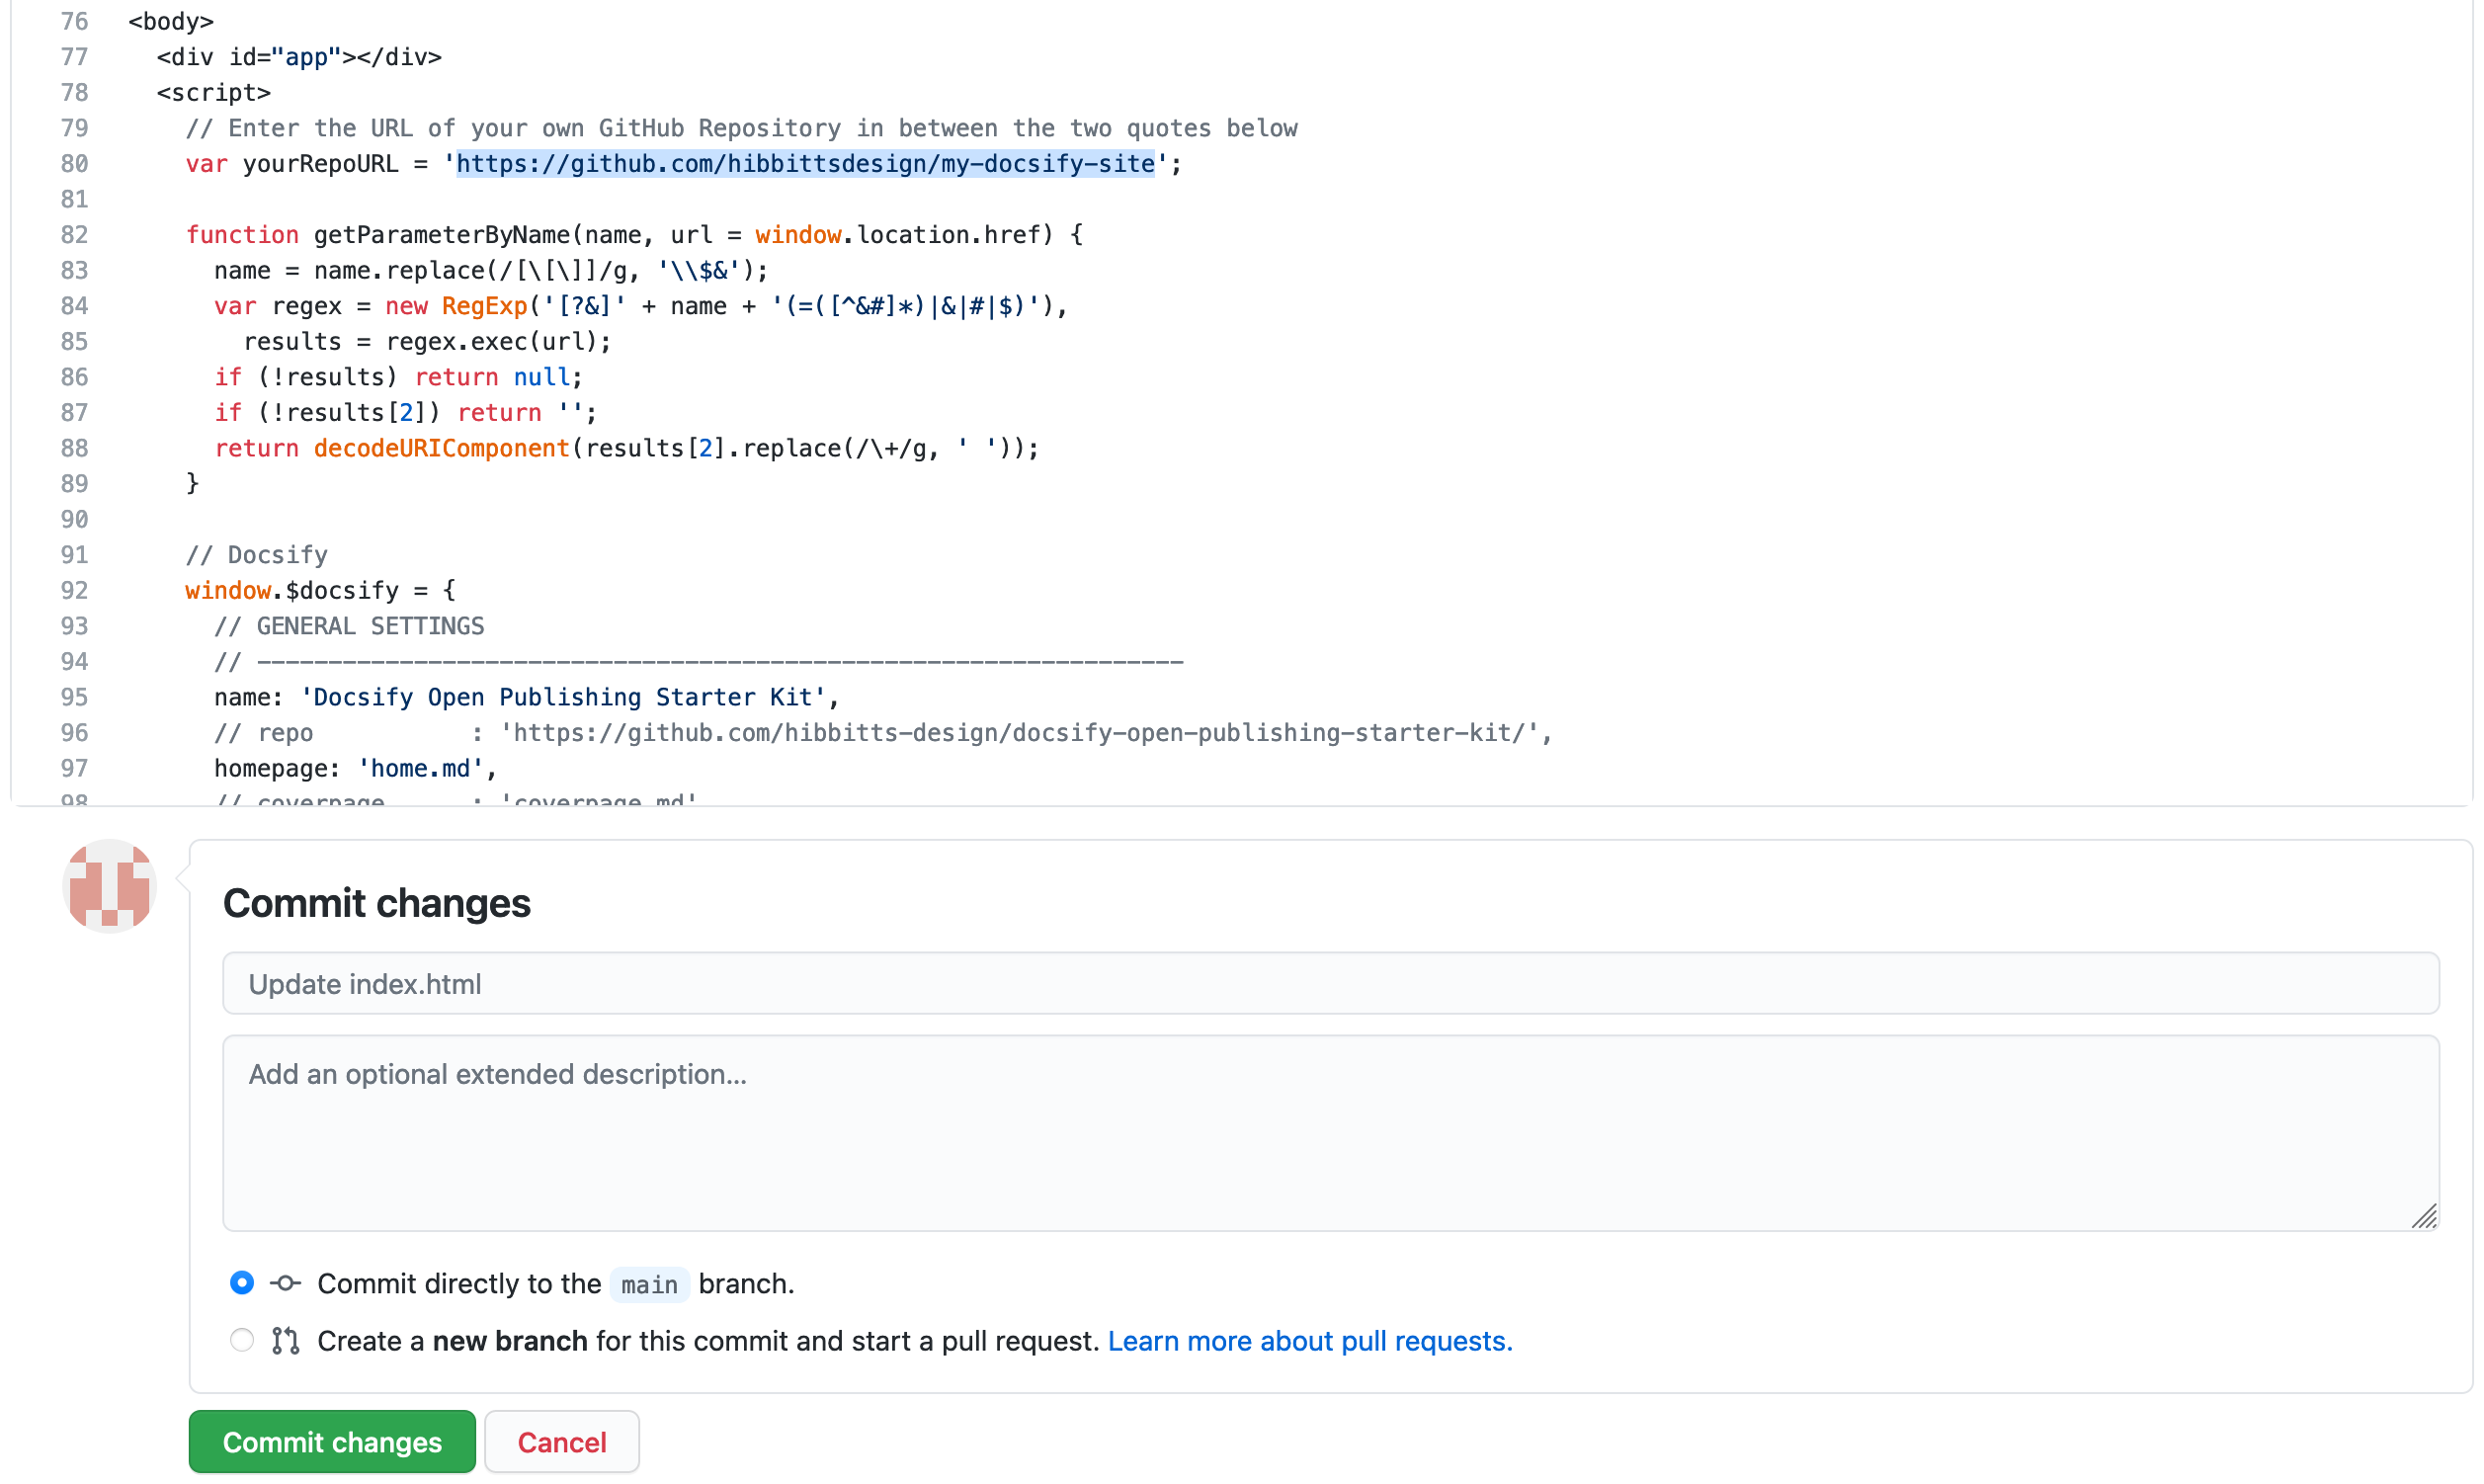 76 <body>
77 <div id="app"></div>
78 <script>
79 // Enter the URL of your own GitHub Repository in between the two quotes below
80 var yourRepoURL = 'https://github.com/hibbittsdesign/my-docsify-site';
81
82 function getParameterByName(name, url = window.location.href) {
83 name = name.replace(/[\[\]]/g, '\\$&');
84 var regex = new RegExp('[?&]' + name + '(=([^&#]*)|&|#|$)'),
85 results = regex.exec(url);
86 if (!results) return null;
87 if (!results[2]) return '';
88 return decodeURIComponent(results[2].replace(/\+/g, ' '));
89 }
90
91 // Docsify
92 window.$docsify = {
93 // GENERAL SETTINGS
94 // -----------------------------------------------------------------
95 name: 'Docsify Open Publishing Starter Kit',
96 // repo : 'https://github.com/hibbitts-design/docsify-open-publishing-starter-kit/',
97 homepage: 'home.md',
98 // coverpage : 'coverpage.md'
Commit changes
Update index.html
Add an optional extended description...
Commit directly to the main branch.
Create a new branch for this commit and start a pull request. Learn more about pull requests.
Commit changes Cancel